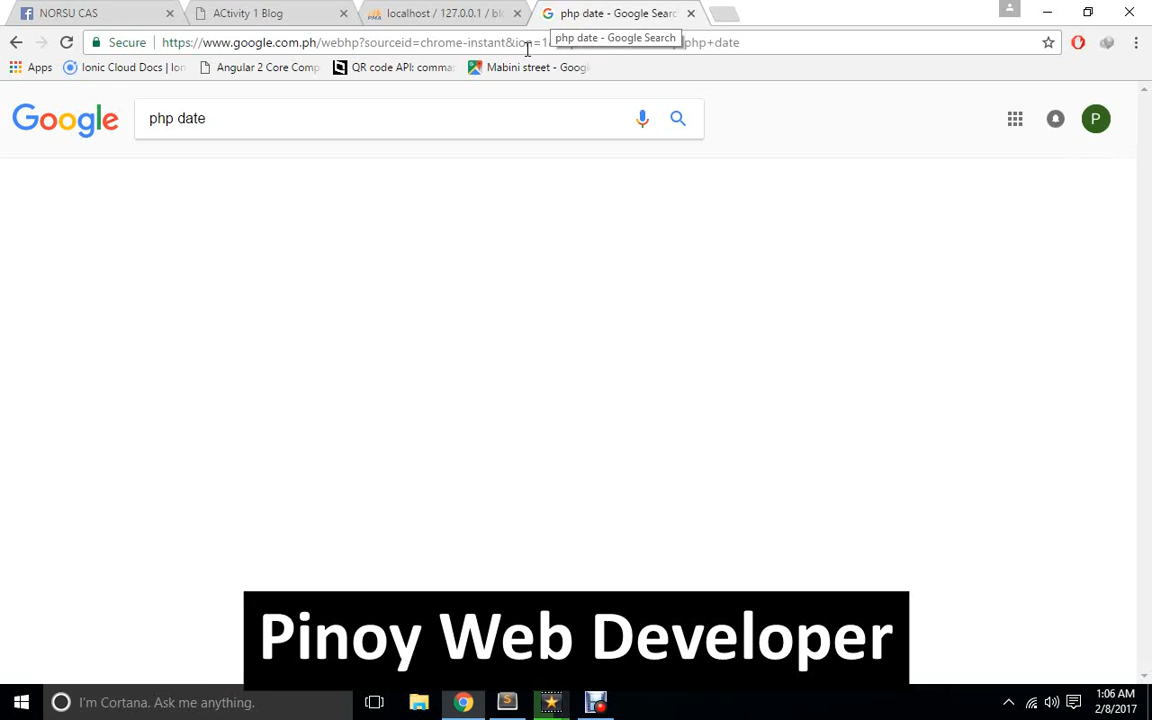 NORSU CAS
ACtivity 1 Blog
localhost / 127.0.0.1 / blo
php date - Google Searc
Secure
https://www.google.com.ph/webhp?sourceid=chrome-instant&ion=1
php+date
php date - Google Search
Apps
Ionic Cloud Docs | Ion
Angular 2 Core Comp
QR code API: comma
Mabini street - Googl
Google
php date
P
Pinoy Web Developer
I'm Cortana. Ask me anything.
1:06 AM
2/8/2017